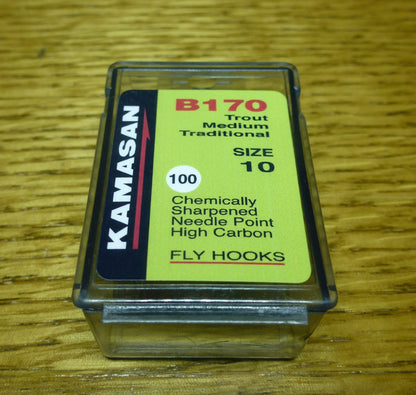 KAMASAN
B170
Trout
Medium
Traditional
SIZE
10
100
Chemically
Sharpened
Needle Point
High Carbon
FLY HOOKS